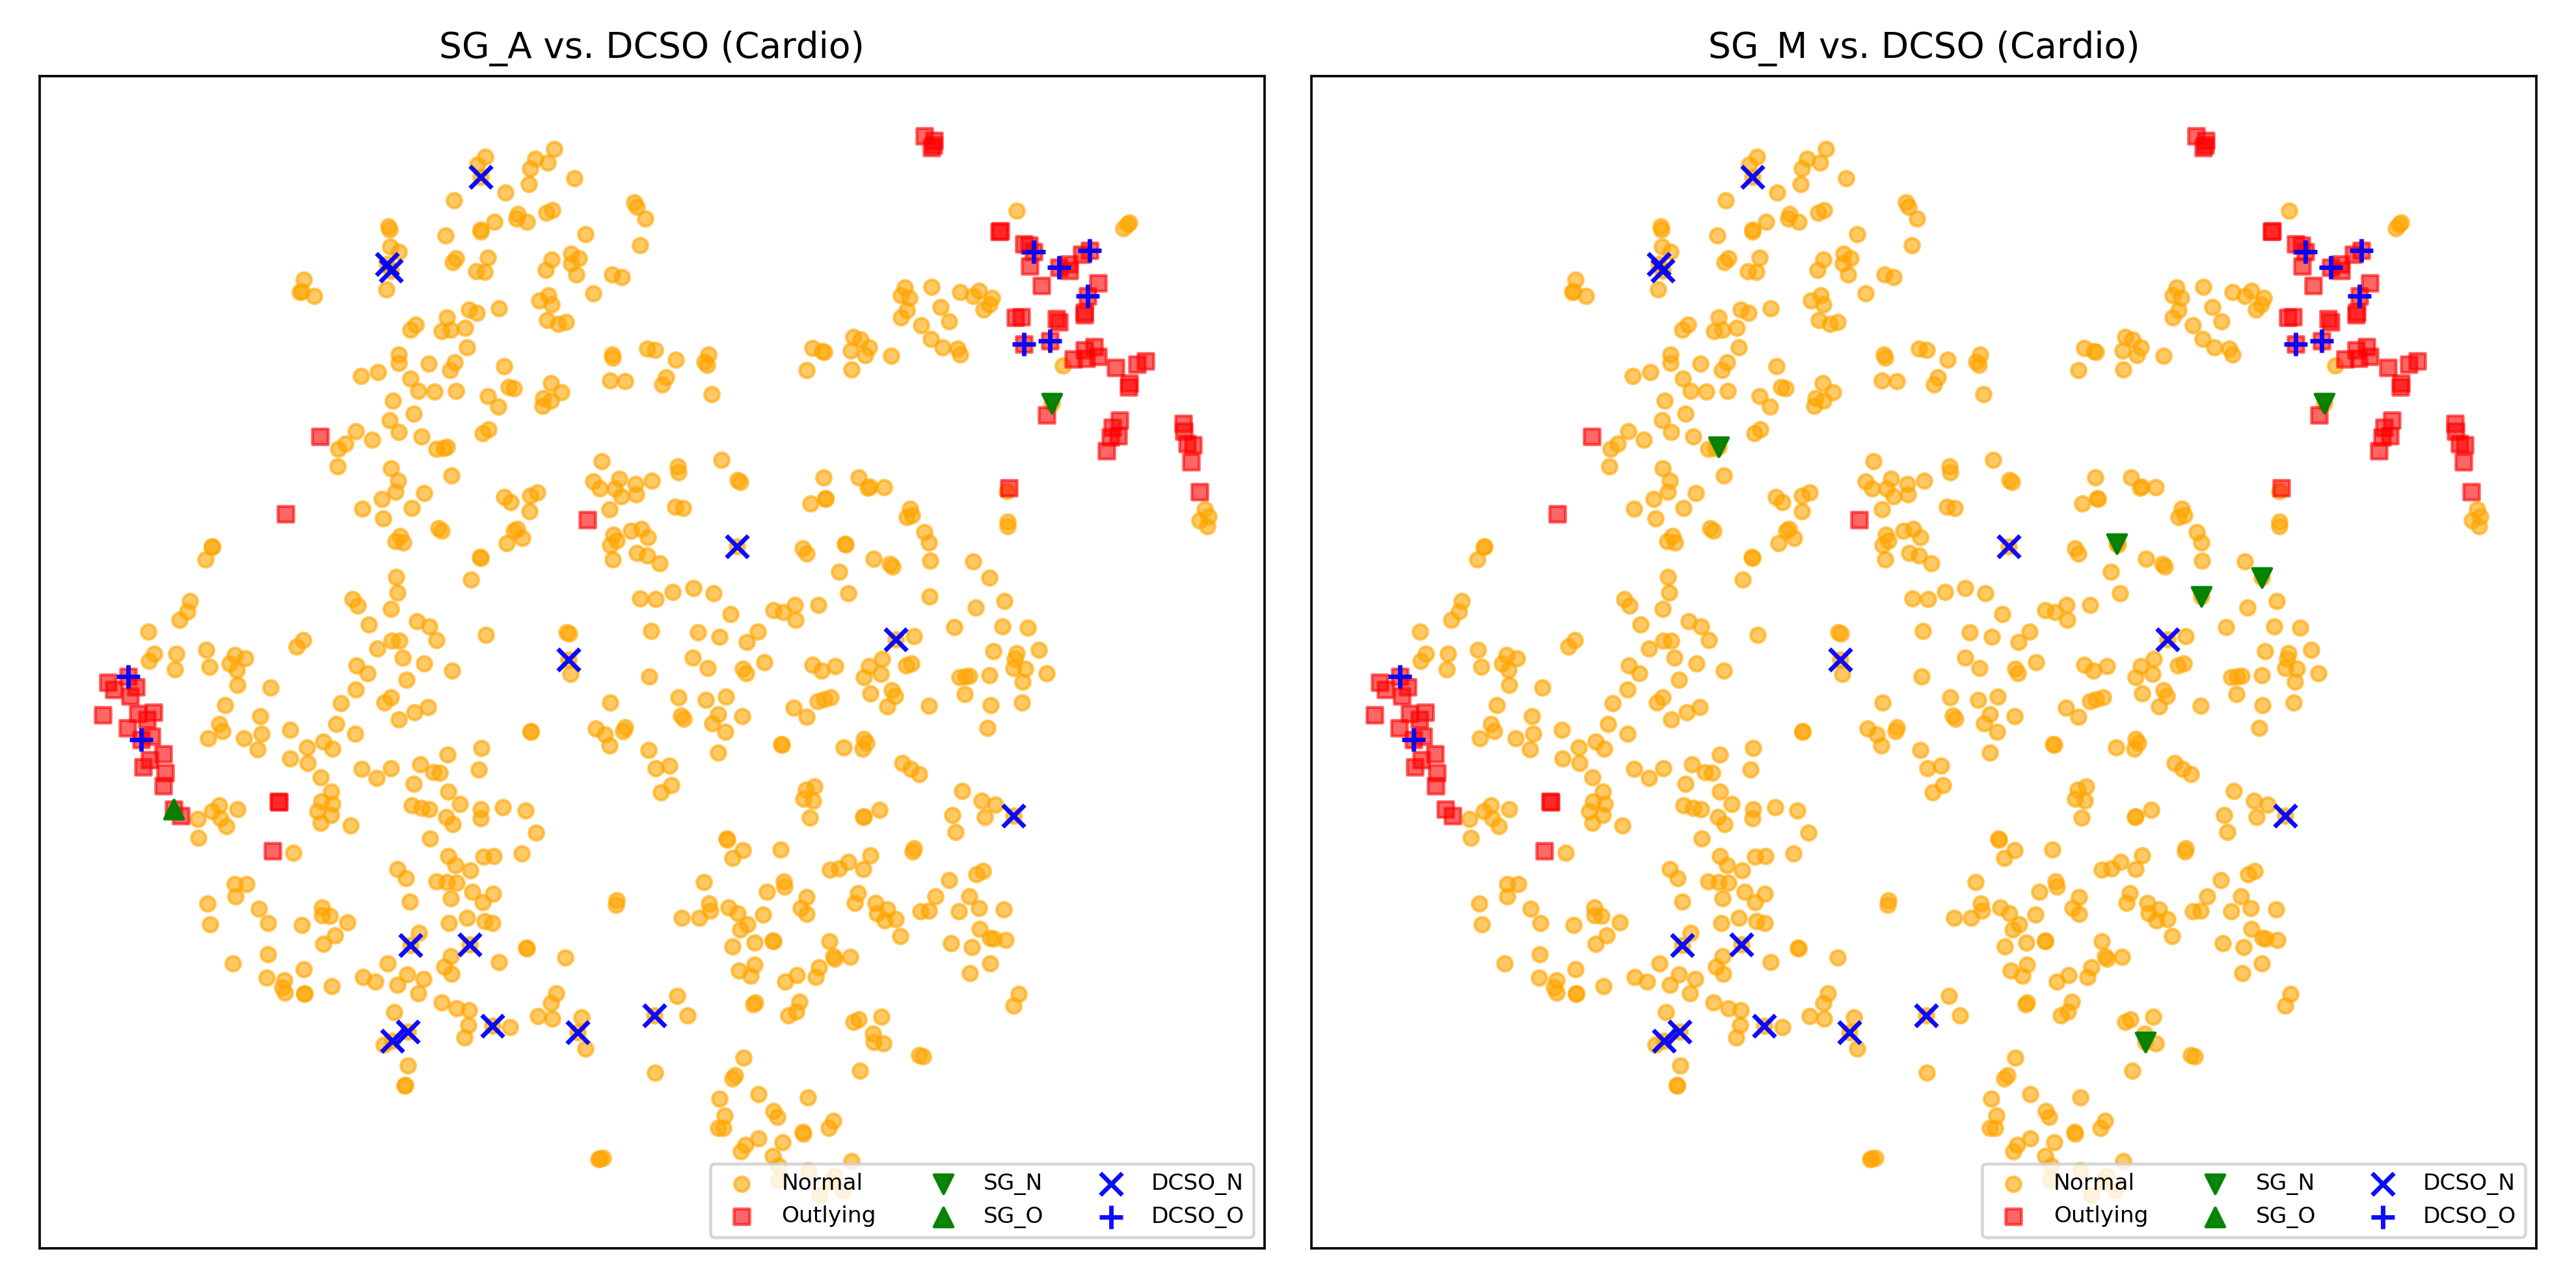 SG_A vs. DCSO (Cardio)
Normal SG_N DCSO_N
Outlying SG_O DCSO_O
SG_M vs. DCSO (Cardio)
Normal SG_N DCSO_N
Outlying SG_O DCSO_O